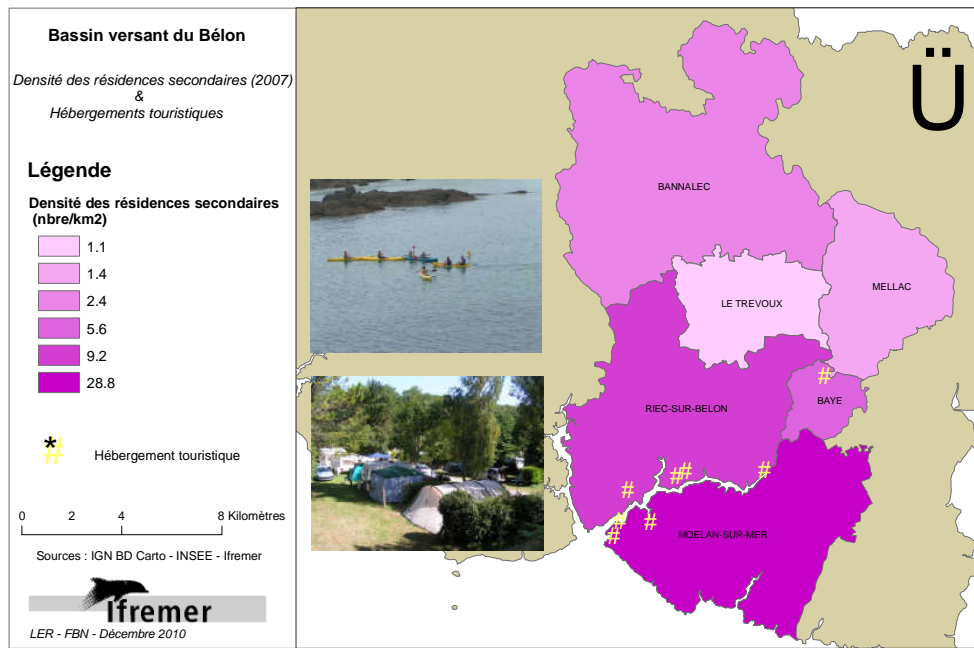 Bassin versant du Bélon
Densité des résidences secondaires (2007)
&
Hébergements touristiques
Légende
Densité des résidences secondaires
(nbre/km2)
1.1
1.4
2.4
5.6
9.2
28.8
*
#
Hébergement touristique
0 2 4 8 Kilomètres
Sources : IGN BD Carto - INSEE - Ifremer
Ifremer
LER - FBN - Décembre 2010
Ü
BANNALEC
MELLAC
LE TREVOUX
#
BAYE
RIEC-SUR-BELON
# # #
#
# #
#
MOELAN-SUR-MER